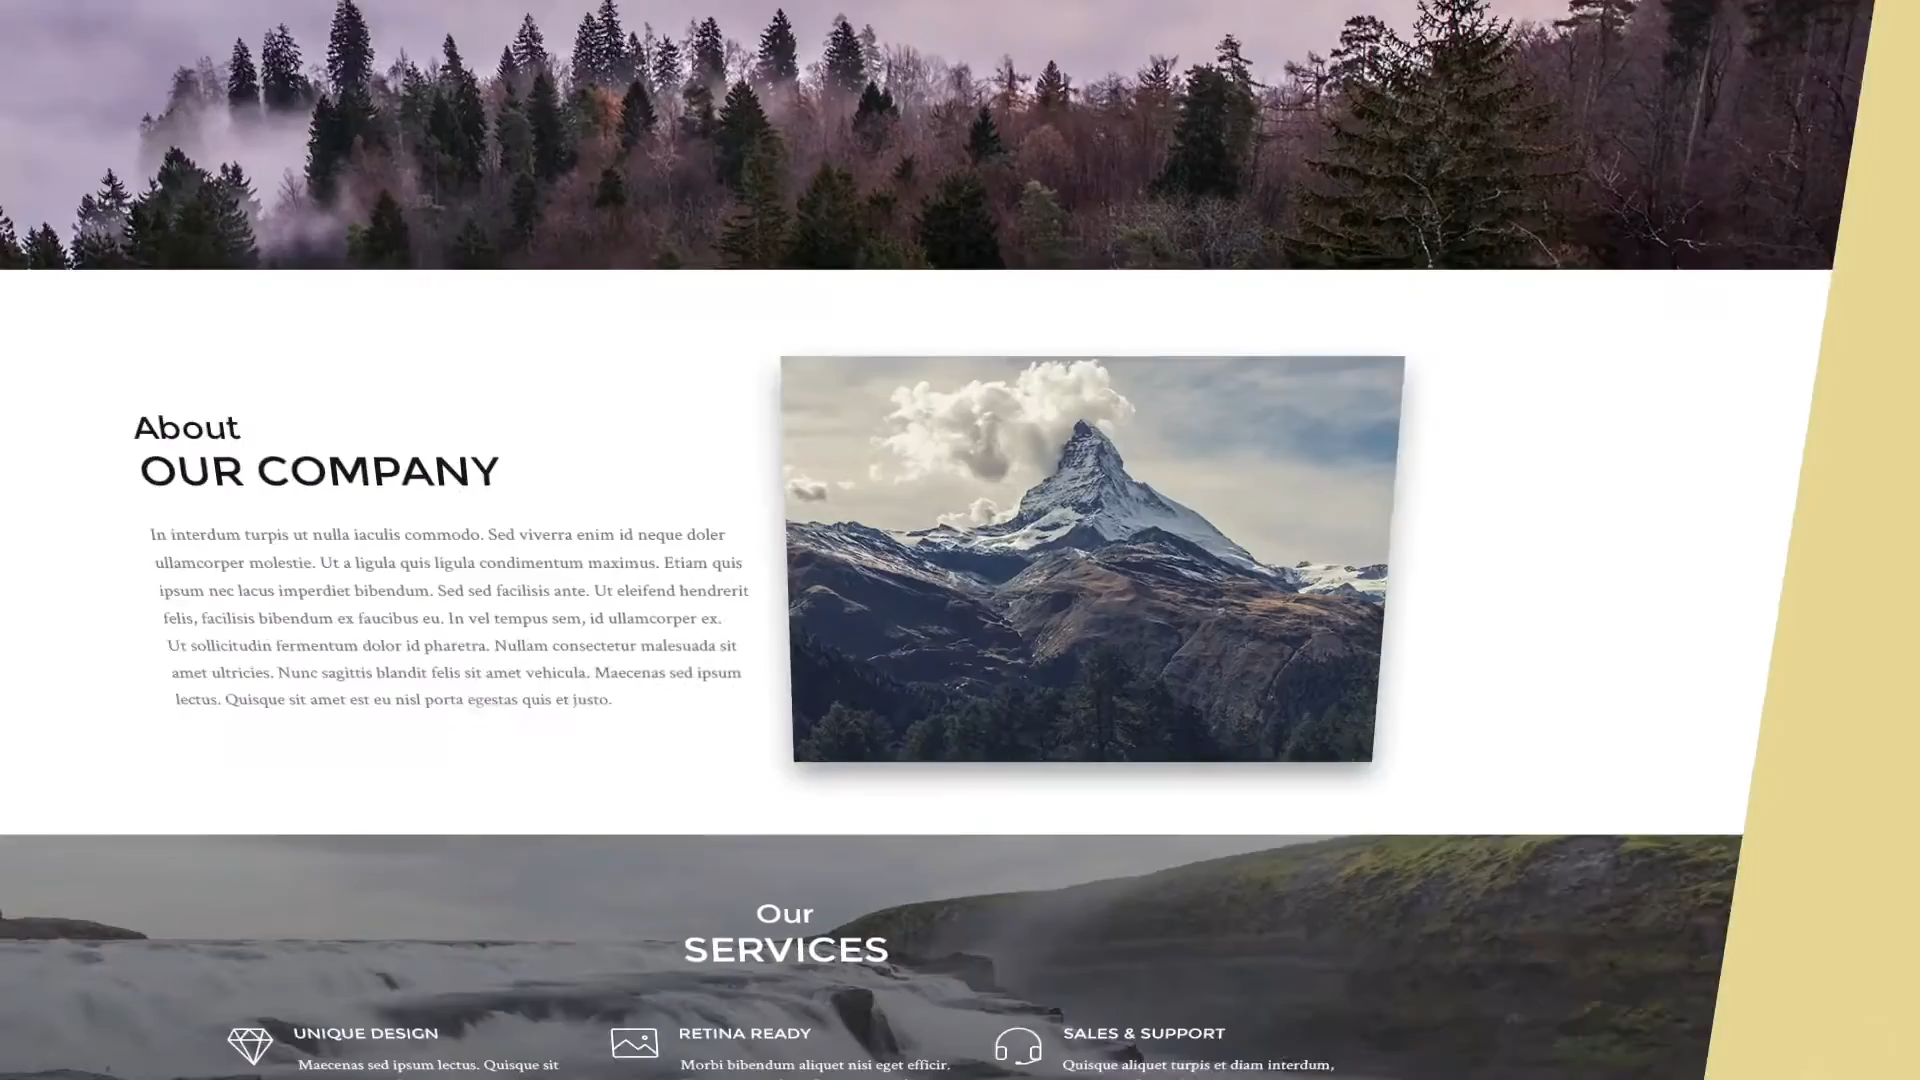 About
OUR COMPANY
In interdum turpis ut nulla iaculis commodo. Sed viverra enim id neque doler
ullamcorper molestie. Ut a ligula quis ligula condimentum maximus. Etiam quis
ipsum nec lacus imperdiet bibendum. Sed sed facilisis ante. Ut eleifend hendrerit
felis, facilisis bibendum ex faucibus eu. In vel tempus sem, id ullamcorper ex.
Ut sollicitudin fermentum dolor id pharetra. Nullam consectetur malesuada sit
amet ultricies. Nunc sagittis blandit felis sit amet vehicula. Maecenas sed ipsum
lectus. Quisque sit amet est eu nisl porta egestas quis et justo.
Our
SERVICES
UNIQUE DESIGN
Maecenas sed ipsum lectus. Quisque sit
RETINA READY
Morbi bibendum aliquet nisi eget efficir.
SALES & SUPPORT
Quisque aliquet turpis et diam interdum,